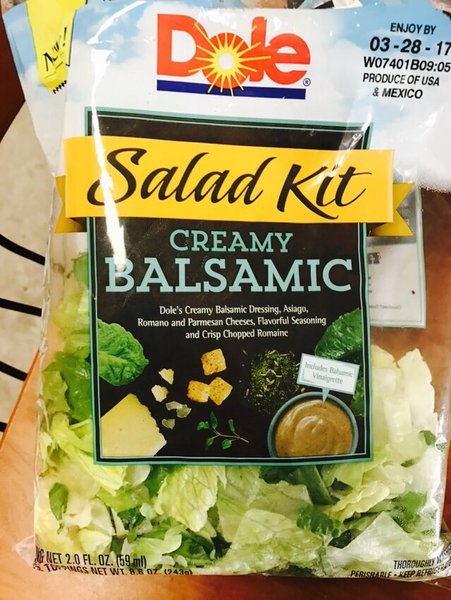 Dole
ENJOY BY
03-28-17
W07401B09:05
PRODUCE OF USA
& MEXICO
Salad Kit
CREAMY
BALSAMIC
Dole's Creamy Balsamic Dressing, Asiago,
Romano and Parmesan Cheeses, Flavorful Seasoning
and Crisp Chopped Romaine
Includes Balsamic
Vinaigrette
NET 2.0 FL. OZ. (59 ml)
NET WT. 8.6 OZ. (243g)
THOROUGHLY
PERISHABLE • KEEP